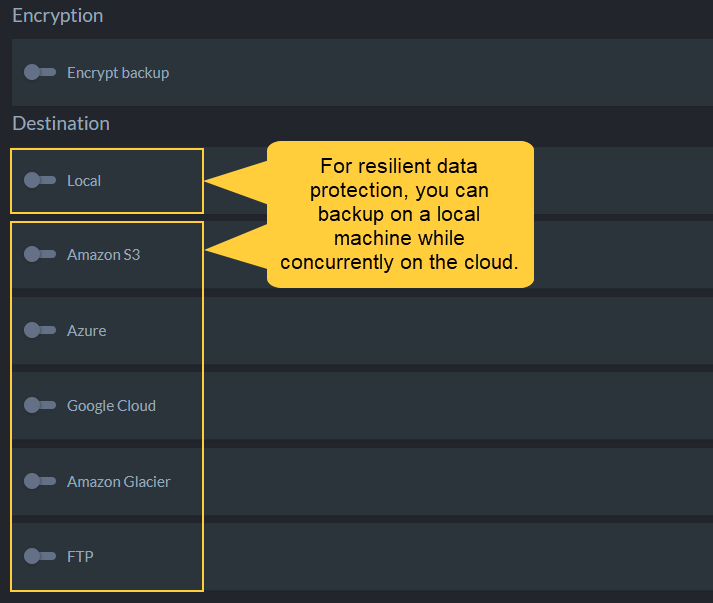 Encryption
Encrypt backup
Destination
Local
For resilient data
protection, you can
backup on a local
machine while
concurrently on the cloud.
Amazon S3
Azure
Google Cloud
Amazon Glacier
FTP